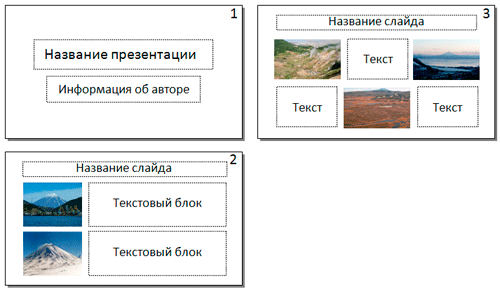 1
Название презентации
Информация об авторе
2
Название слайда
Текстовый блок
Текстовый блок
3
Название слайда
Текст
Текст
Текст